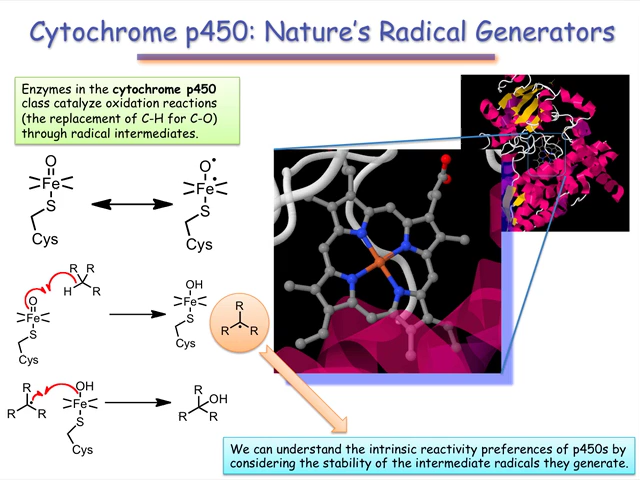 Cytochrome p450: Nature's Radical Generators
Enzymes in the cytochrome p450
class catalyze oxidation reactions
(the replacement of C-H for C-O)
through radical intermediates.
O
Fe
S
Cys
O
Fe
S
Cys
R R
H R
O
Fe
S
Cys
OH
Fe
S
Cys
R
R R
R
R R
OH
Fe
S
Cys
R
OH
R R
We can understand the intrinsic reactivity preferences of p450s by
considering the stability of the intermediate radicals they generate.